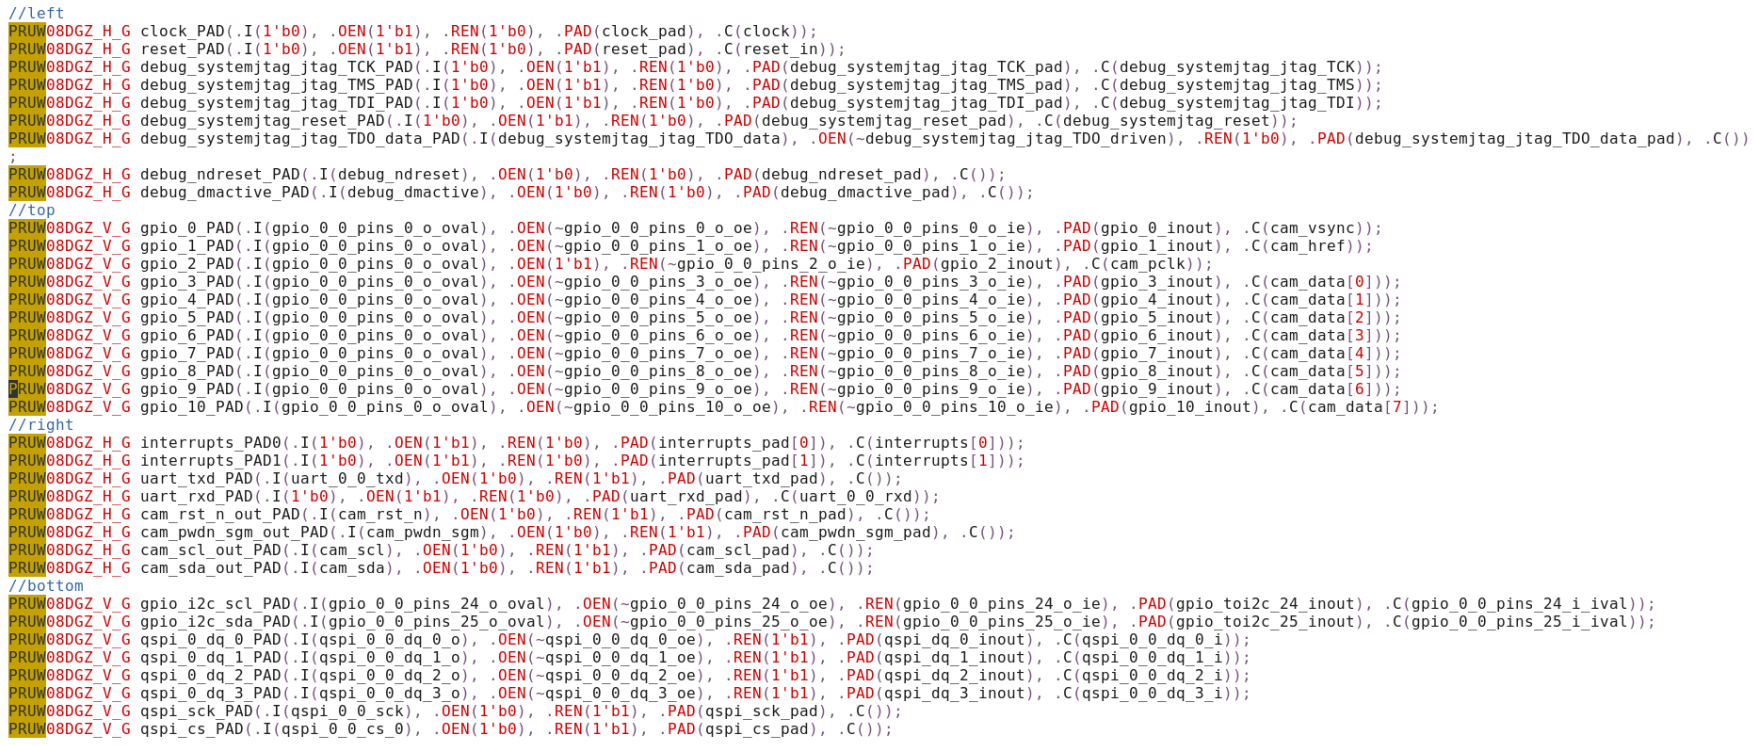 //left
PRUW08DGZ_H_G clock_PAD(.I(1'b0), .OEN(1'b1), .REN(1'b0), .PAD(clock_pad), .C(clock));
PRUW08DGZ_H_G reset_PAD(.I(1'b0), .OEN(1'b1), .REN(1'b0), .PAD(reset_pad), .C(reset_in));
PRUW08DGZ_H_G debug_systemjtag_jtag_TCK_PAD(.I(1'b0), .OEN(1'b1), .REN(1'b0), .PAD(debug_systemjtag_jtag_TCK_pad), .C(debug_systemjtag_jtag_TCK));
PRUW08DGZ_H_G debug_systemjtag_jtag_TMS_PAD(.I(1'b0), .OEN(1'b1), .REN(1'b0), .PAD(debug_systemjtag_jtag_TMS_pad), .C(debug_systemjtag_jtag_TMS));
PRUW08DGZ_H_G debug_systemjtag_jtag_TDI_PAD(.I(1'b0), .OEN(1'b1), .REN(1'b0), .PAD(debug_systemjtag_jtag_TDI_pad), .C(debug_systemjtag_jtag_TDI));
PRUW08DGZ_H_G debug_systemjtag_reset_PAD(.I(1'b0), .OEN(1'b1), .REN(1'b0), .PAD(debug_systemjtag_reset_pad), .C(debug_systemjtag_reset));
PRUW08DGZ_H_G debug_systemjtag_jtag_TDO_data_PAD(.I(debug_systemjtag_jtag_TDO_data), .OEN(~debug_systemjtag_jtag_TDO_driven), .REN(1'b0), .PAD(debug_systemjtag_jtag_TDO_data_pad), .C())
;
PRUW08DGZ_H_G debug_ndreset_PAD(.I(debug_ndreset), .OEN(1'b0), .REN(1'b0), .PAD(debug_ndreset_pad), .C());
PRUW08DGZ_H_G debug_dmactive_PAD(.I(debug_dmactive), .OEN(1'b0), .REN(1'b0), .PAD(debug_dmactive_pad), .C());
//top
PRUW08DGZ_V_G gpio_0_PAD(.I(gpio_0_0_pins_0_o_oval), .OEN(~gpio_0_0_pins_0_o_oe), .REN(~gpio_0_0_pins_0_o_ie), .PAD(gpio_0_inout), .C(cam_vsync));
PRUW08DGZ_V_G gpio_1_PAD(.I(gpio_0_0_pins_0_o_oval), .OEN(~gpio_0_0_pins_1_o_oe), .REN(~gpio_0_0_pins_1_o_ie), .PAD(gpio_1_inout), .C(cam_href));
PRUW08DGZ_V_G gpio_2_PAD(.I(gpio_0_0_pins_0_o_oval), .OEN(1'b1), .REN(~gpio_0_0_pins_2_o_ie), .PAD(gpio_2_inout), .C(cam_pclk));
PRUW08DGZ_V_G gpio_3_PAD(.I(gpio_0_0_pins_0_o_oval), .OEN(~gpio_0_0_pins_3_o_oe), .REN(~gpio_0_0_pins_3_o_ie), .PAD(gpio_3_inout), .C(cam_data[0]));
PRUW08DGZ_V_G gpio_4_PAD(.I(gpio_0_0_pins_0_o_oval), .OEN(~gpio_0_0_pins_4_o_oe), .REN(~gpio_0_0_pins_4_o_ie), .PAD(gpio_4_inout), .C(cam_data[1]));
PRUW08DGZ_V_G gpio_5_PAD(.I(gpio_0_0_pins_0_o_oval), .OEN(~gpio_0_0_pins_5_o_oe), .REN(~gpio_0_0_pins_5_o_ie), .PAD(gpio_5_inout), .C(cam_data[2]));
PRUW08DGZ_V_G gpio_6_PAD(.I(gpio_0_0_pins_0_o_oval), .OEN(~gpio_0_0_pins_6_o_oe), .REN(~gpio_0_0_pins_6_o_ie), .PAD(gpio_6_inout), .C(cam_data[3]));
PRUW08DGZ_V_G gpio_7_PAD(.I(gpio_0_0_pins_0_o_oval), .OEN(~gpio_0_0_pins_7_o_oe), .REN(~gpio_0_0_pins_7_o_ie), .PAD(gpio_7_inout), .C(cam_data[4]));
PRUW08DGZ_V_G gpio_8_PAD(.I(gpio_0_0_pins_0_o_oval), .OEN(~gpio_0_0_pins_8_o_oe), .REN(~gpio_0_0_pins_8_o_ie), .PAD(gpio_8_inout), .C(cam_data[5]));
PRUW08DGZ_V_G gpio_9_PAD(.I(gpio_0_0_pins_0_o_oval), .OEN(~gpio_0_0_pins_9_o_oe), .REN(~gpio_0_0_pins_9_o_ie), .PAD(gpio_9_inout), .C(cam_data[6]));
PRUW08DGZ_V_G gpio_10_PAD(.I(gpio_0_0_pins_0_o_oval), .OEN(~gpio_0_0_pins_10_o_oe), .REN(~gpio_0_0_pins_10_o_ie), .PAD(gpio_10_inout), .C(cam_data[7]));
//right
PRUW08DGZ_H_G interrupts_PAD0(.I(1'b0), .OEN(1'b1), .REN(1'b0), .PAD(interrupts_pad[0]), .C(interrupts[0]));
PRUW08DGZ_H_G interrupts_PAD1(.I(1'b0), .OEN(1'b1), .REN(1'b0), .PAD(interrupts_pad[1]), .C(interrupts[1]));
PRUW08DGZ_H_G uart_txd_PAD(.I(uart_0_0_txd), .OEN(1'b0), .REN(1'b1), .PAD(uart_txd_pad), .C());
PRUW08DGZ_H_G uart_rxd_PAD(.I(1'b0), .OEN(1'b1), .REN(1'b0), .PAD(uart_rxd_pad), .C(uart_0_0_rxd));
PRUW08DGZ_H_G cam_rst_n_out_PAD(.I(cam_rst_n), .OEN(1'b0), .REN(1'b1), .PAD(cam_rst_n_pad), .C());
PRUW08DGZ_H_G cam_pwdn_sgm_out_PAD(.I(cam_pwdn_sgm), .OEN(1'b0), .REN(1'b1), .PAD(cam_pwdn_sgm_pad), .C());
PRUW08DGZ_H_G cam_scl_out_PAD(.I(cam_scl), .OEN(1'b0), .REN(1'b1), .PAD(cam_scl_pad), .C());
PRUW08DGZ_H_G cam_sda_out_PAD(.I(cam_sda), .OEN(1'b0), .REN(1'b1), .PAD(cam_sda_pad), .C());
//bottom
PRUW08DGZ_V_G gpio_i2c_scl_PAD(.I(gpio_0_0_pins_24_o_oval), .OEN(~gpio_0_0_pins_24_o_oe), .REN(gpio_0_0_pins_24_o_ie), .PAD(gpio_toi2c_24_inout), .C(gpio_0_0_pins_24_i_ival));
PRUW08DGZ_V_G gpio_i2c_sda_PAD(.I(gpio_0_0_pins_25_o_oval), .OEN(~gpio_0_0_pins_25_o_oe), .REN(gpio_0_0_pins_25_o_ie), .PAD(gpio_toi2c_25_inout), .C(gpio_0_0_pins_25_i_ival));
PRUW08DGZ_V_G qspi_0_dq_0_PAD(.I(qspi_0_0_dq_0_o), .OEN(~qspi_0_0_dq_0_oe), .REN(1'b1), .PAD(qspi_dq_0_inout), .C(qspi_0_0_dq_0_i));
PRUW08DGZ_V_G qspi_0_dq_1_PAD(.I(qspi_0_0_dq_1_o), .OEN(~qspi_0_0_dq_1_oe), .REN(1'b1), .PAD(qspi_dq_1_inout), .C(qspi_0_0_dq_1_i));
PRUW08DGZ_V_G qspi_0_dq_2_PAD(.I(qspi_0_0_dq_2_o), .OEN(~qspi_0_0_dq_2_oe), .REN(1'b1), .PAD(qspi_dq_2_inout), .C(qspi_0_0_dq_2_i));
PRUW08DGZ_V_G qspi_0_dq_3_PAD(.I(qspi_0_0_dq_3_o), .OEN(~qspi_0_0_dq_3_oe), .REN(1'b1), .PAD(qspi_dq_3_inout), .C(qspi_0_0_dq_3_i));
PRUW08DGZ_V_G qspi_sck_PAD(.I(qspi_0_0_sck), .OEN(1'b0), .REN(1'b1), .PAD(qspi_sck_pad), .C());
PRUW08DGZ_V_G qspi_cs_PAD(.I(qspi_0_0_cs_0), .OEN(1'b0), .REN(1'b1), .PAD(qspi_cs_pad), .C());